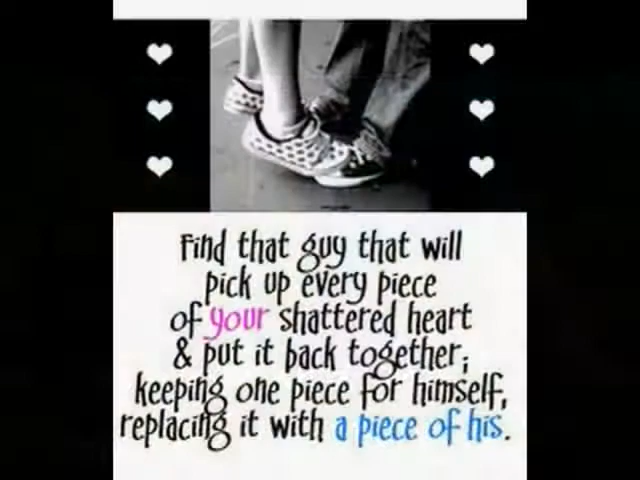 Find that guy that will
pick up every piece
of your shattered heart
& put it back together;
keeping one piece for himself,
replacing it with a piece of his.